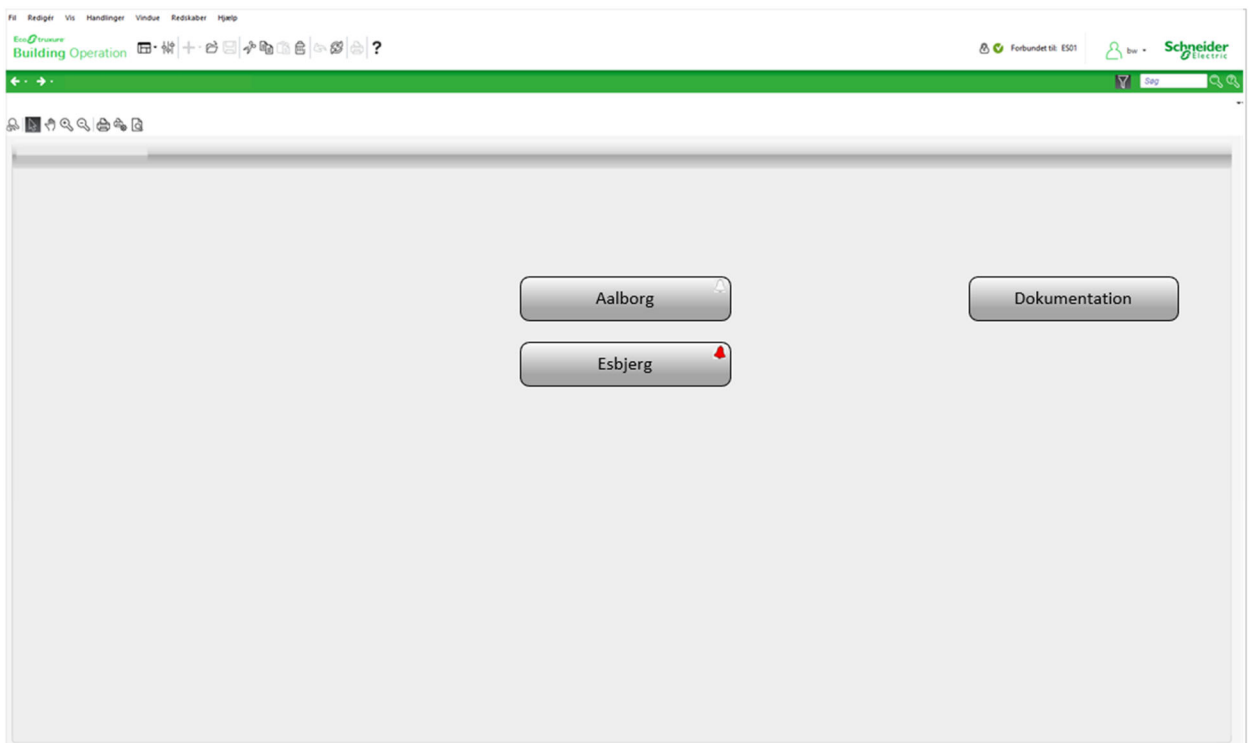 Fil Redigér Vis Handlinger Vindue Redskaber Hjælp
EcoStruxure
Building Operation
?
Forbundet til: ES01
bw
Schneider
Electric
Søg
Aalborg
Dokumentation
Esbjerg